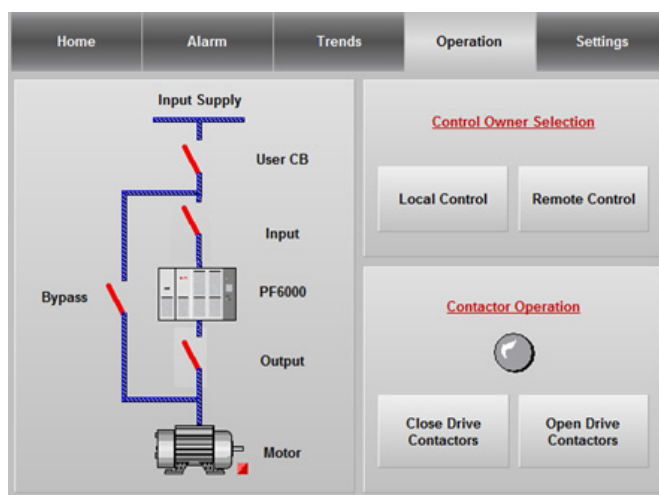 Home
Alarm
Trends
Operation
Settings
Input Supply
User CB
Input
Bypass
PF6000
Output
Motor
Control Owner Selection
Local Control
Remote Control
Contactor Operation
Close Drive
Contactors
Open Drive
Contactors